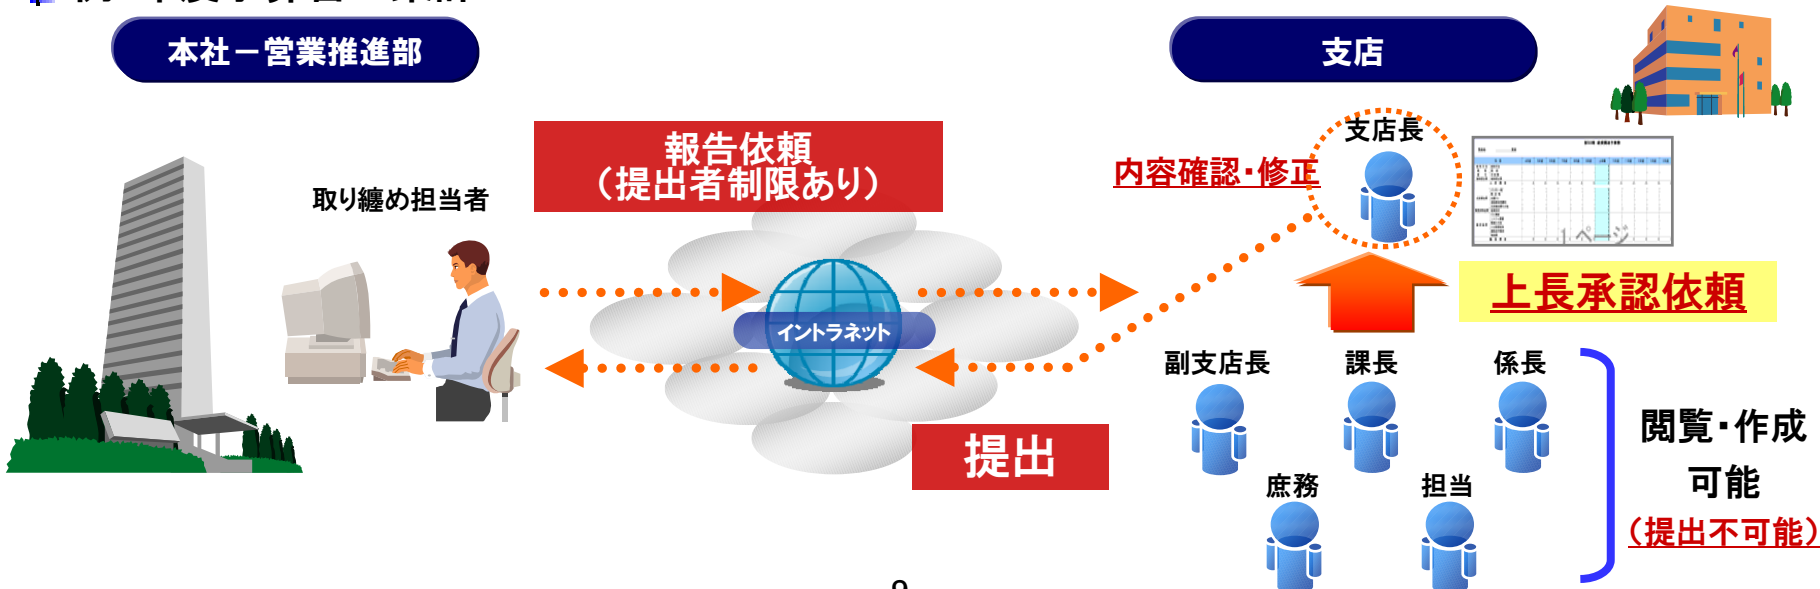 本社－営業推進部
支店
報告依頼
（提出者制限あり）
取り纏め担当者
支店長
内容確認・修正
イントラネット
上長承認依頼
副支店長
課長
係長
提出
閲覧・作成
可能
（提出不可能）
庶務
担当